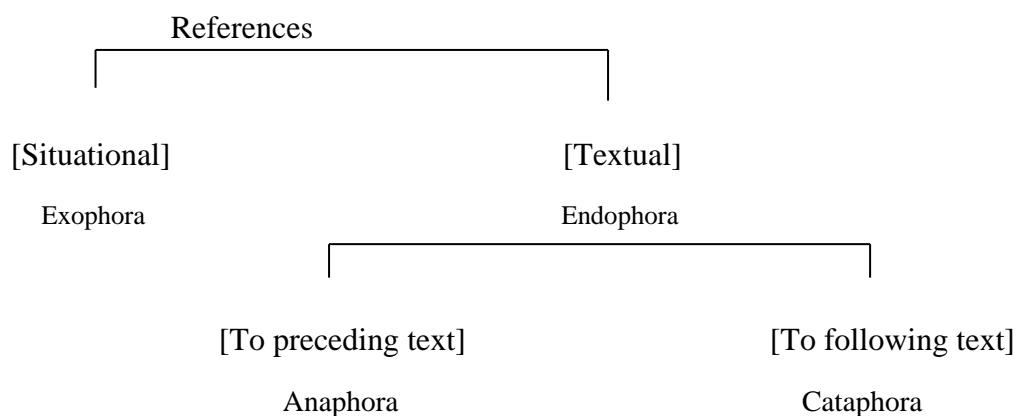 References
[Situational] [Textual]
Exophora Endophora
[To preceding text] [To following text]
Anaphora Cataphora